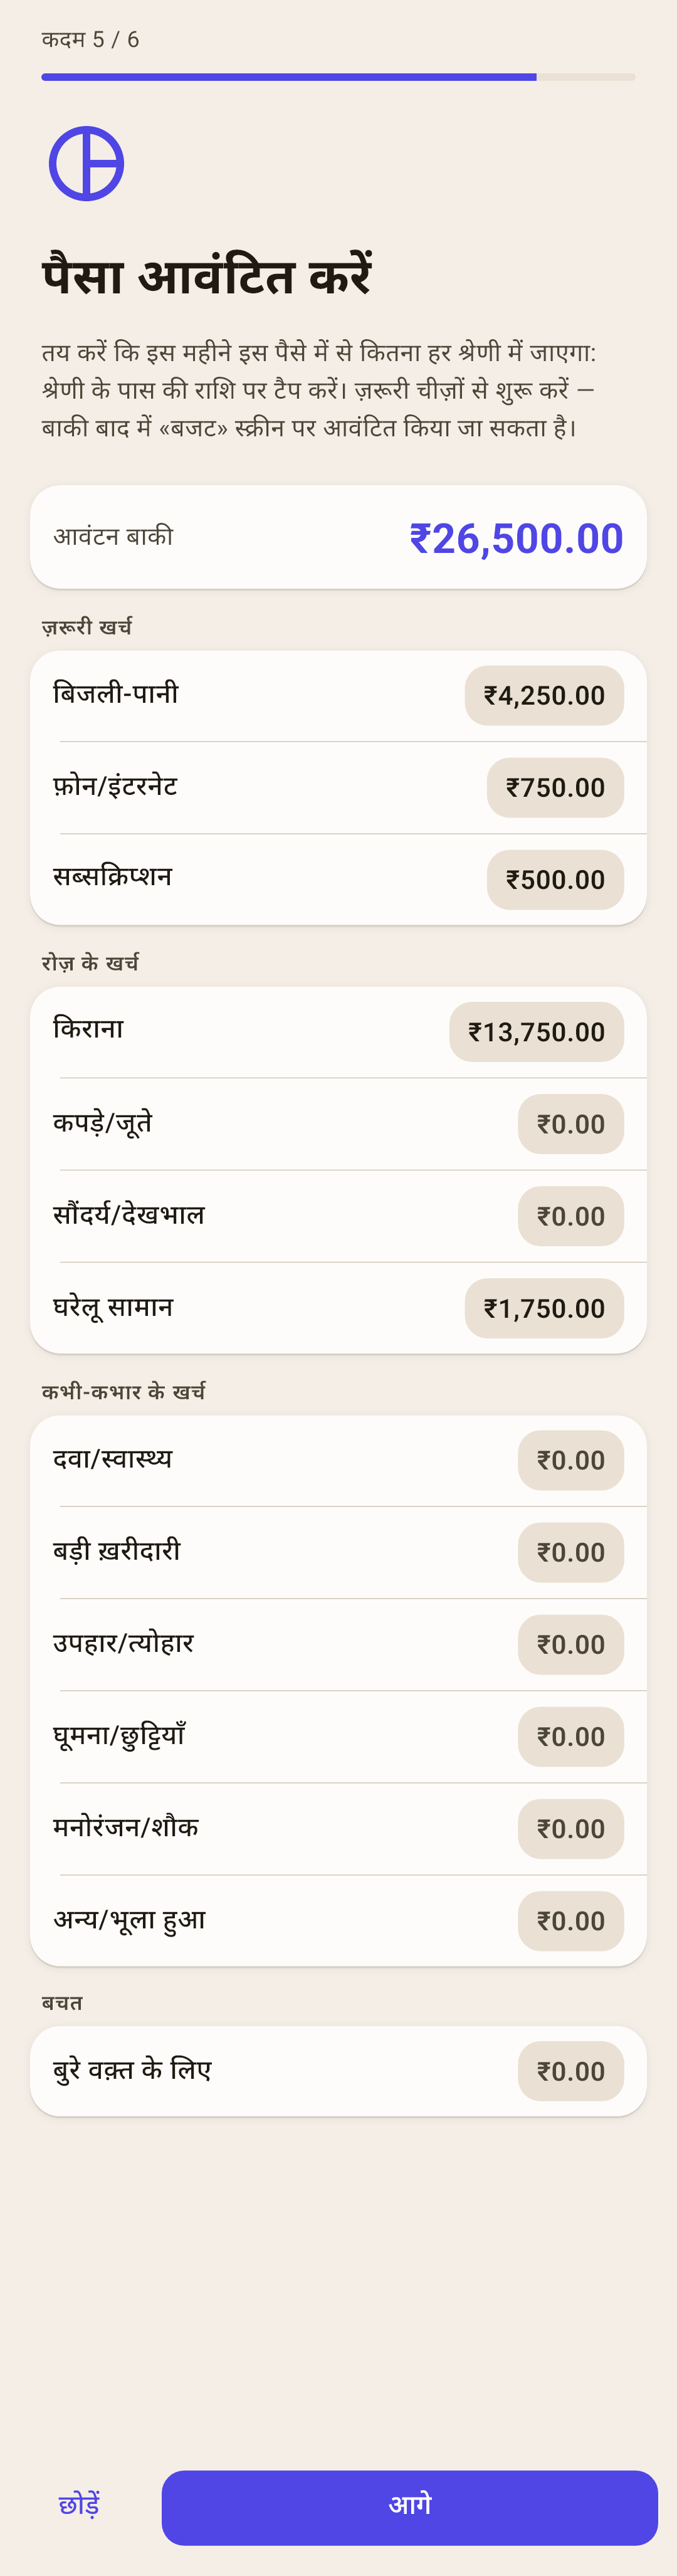 कदम 5 / 6
पैसा आवंटित करें
तय करें कि इस महीने इस पैसे में से कितना हर श्रेणी में जाएगा:
श्रेणी के पास की राशि पर टैप करें। ज़रूरी चीज़ों से शुरू करें —
बाकी बाद में «बजट» स्क्रीन पर आवंटित किया जा सकता है।
आवंटन बाकी ₹26,500.00
ज़रूरी खर्च
बिजली-पानी ₹4,250.00
फ़ोन/इंटरनेट ₹750.00
सब्सक्रिप्शन ₹500.00
रोज़ के खर्च
किराना ₹13,750.00
कपड़े/जूते ₹0.00
सौंदर्य/देखभाल ₹0.00
घरेलू सामान ₹1,750.00
कभी-कभार के खर्च
दवा/स्वास्थ्य ₹0.00
बड़ी ख़रीदारी ₹0.00
उपहार/त्योहार ₹0.00
घूमना/छुट्टियाँ ₹0.00
मनोरंजन/शौक ₹0.00
अन्य/भूला हुआ ₹0.00
बचत
बुरे वक़्त के लिए ₹0.00
छोड़ें आगे